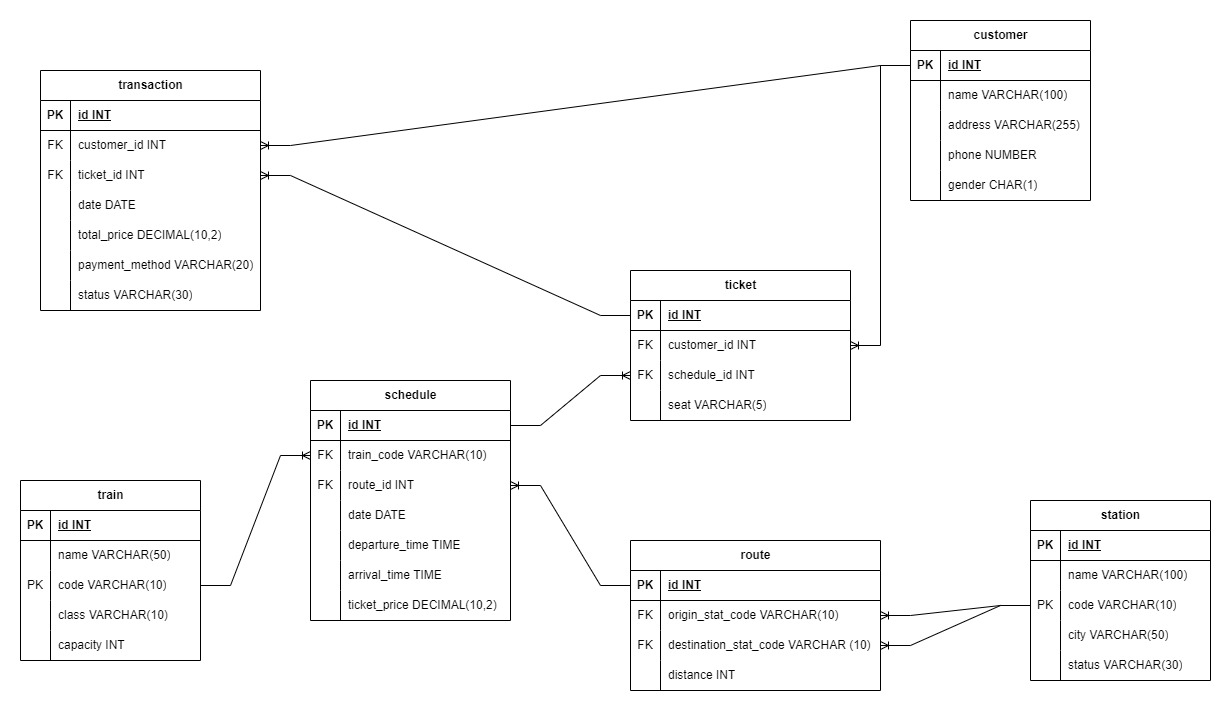 customer
PK id INT
name VARCHAR(100)
address VARCHAR(255)
phone NUMBER
gender CHAR(1)
transaction
PK id INT
FK customer_id INT
FK ticket_id INT
date DATE
total_price DECIMAL(10,2)
payment_method VARCHAR(20)
status VARCHAR(30)
ticket
PK id INT
FK customer_id INT
FK schedule_id INT
seat VARCHAR(5)
schedule
PK id INT
FK train_code VARCHAR(10)
FK route_id INT
date DATE
departure_time TIME
arrival_time TIME
ticket_price DECIMAL(10,2)
train
PK id INT
name VARCHAR(50)
PK code VARCHAR(10)
class VARCHAR(10)
capacity INT
route
PK id INT
FK origin_stat_code VARCHAR(10)
FK destination_stat_code VARCHAR (10)
distance INT
station
PK id INT
name VARCHAR(100)
PK code VARCHAR(10)
city VARCHAR(50)
status VARCHAR(30)